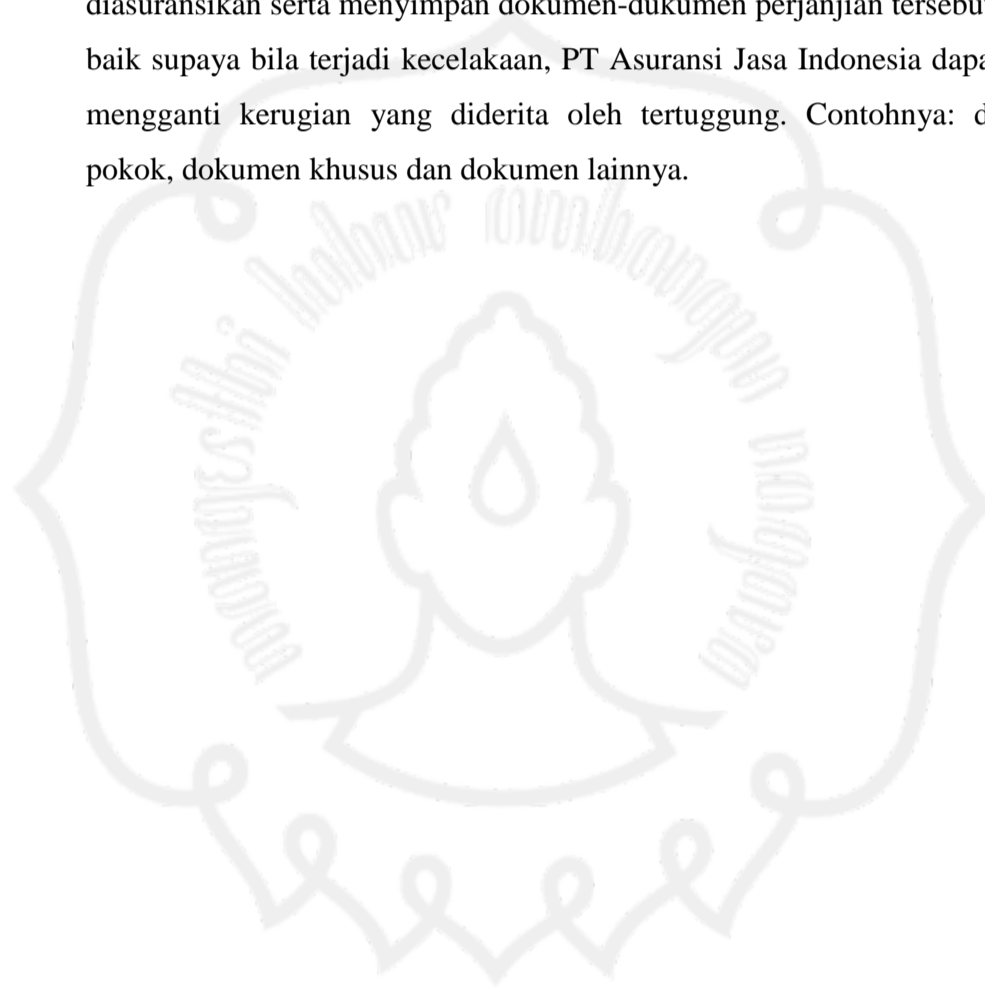 diasuransikan serta menyimpan dokumen-dukumen perjanjian tersebu
baik supaya bila terjadi kecelakaan, PT Asuransi Jasa Indonesia dapa
mengganti kerugian yang diderita oleh tertuggung. Contohnya: d
pokok, dokumen khusus dan dokumen lainnya.